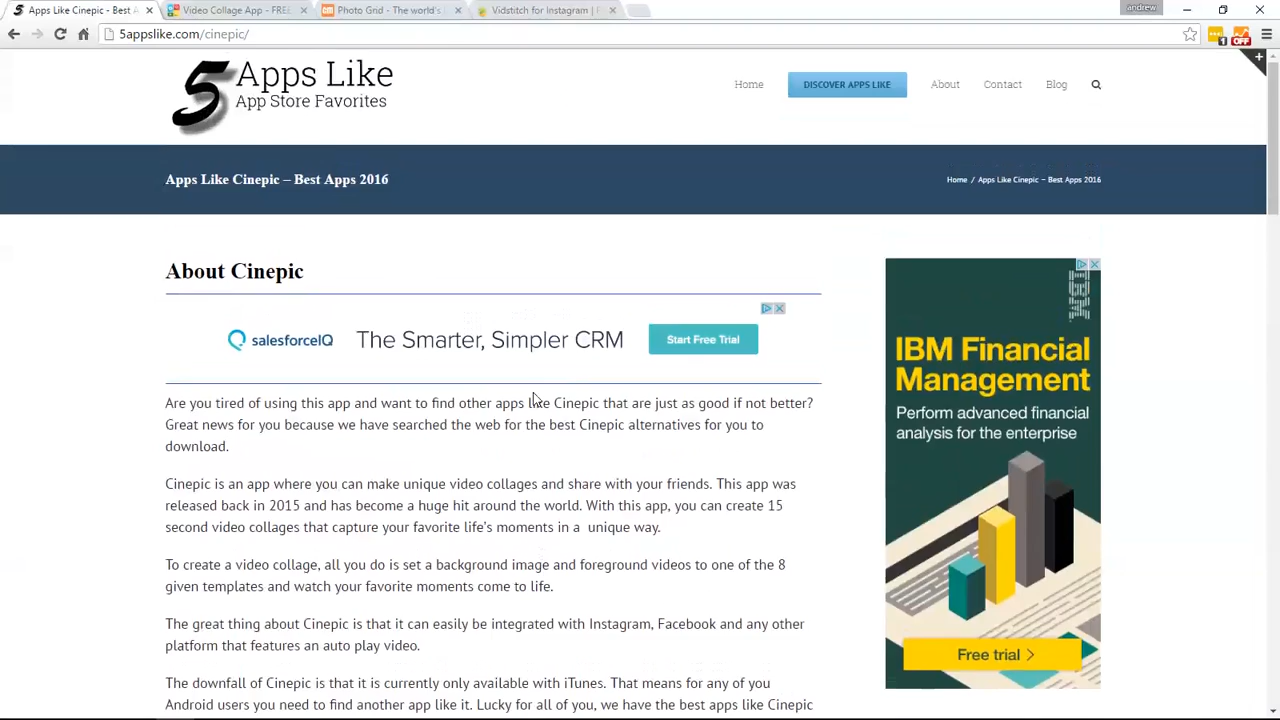 Apps Like Cinepic - Best A
Video Collage App - FREE
Photo Grid - The world's
Vidstitch for Instagram |
andrew
5appslike.com/cinepic/
1
OFF
5 Apps Like
App Store Favorites
Home
DISCOVER APPS LIKE
About
Contact
Blog
Apps Like Cinepic – Best Apps 2016
Home / Apps Like Cinepic – Best Apps 2016
About Cinepic
salesforceIQ
The Smarter, Simpler CRM
Start Free Trial
Are you tired of using this app and want to find other apps like Cinepic that are just as good if not better?
Great news for you because we have searched the web for the best Cinepic alternatives for you to
download.
Cinepic is an app where you can make unique video collages and share with your friends. This app was
released back in 2015 and has become a huge hit around the world. With this app, you can create 15
second video collages that capture your favorite life's moments in a unique way.
To create a video collage, all you do is set a background image and foreground videos to one of the 8
given templates and watch your favorite moments come to life.
The great thing about Cinepic is that it can easily be integrated with Instagram, Facebook and any other
platform that features an auto play video.
The downfall of Cinepic is that it is currently only available with iTunes. That means for any of you
Android users you need to find another app like it. Lucky for all of you, we have the best apps like Cinepic
IBM
IBM Financial
Management
Perform advanced financial
analysis for the enterprise
Free trial >